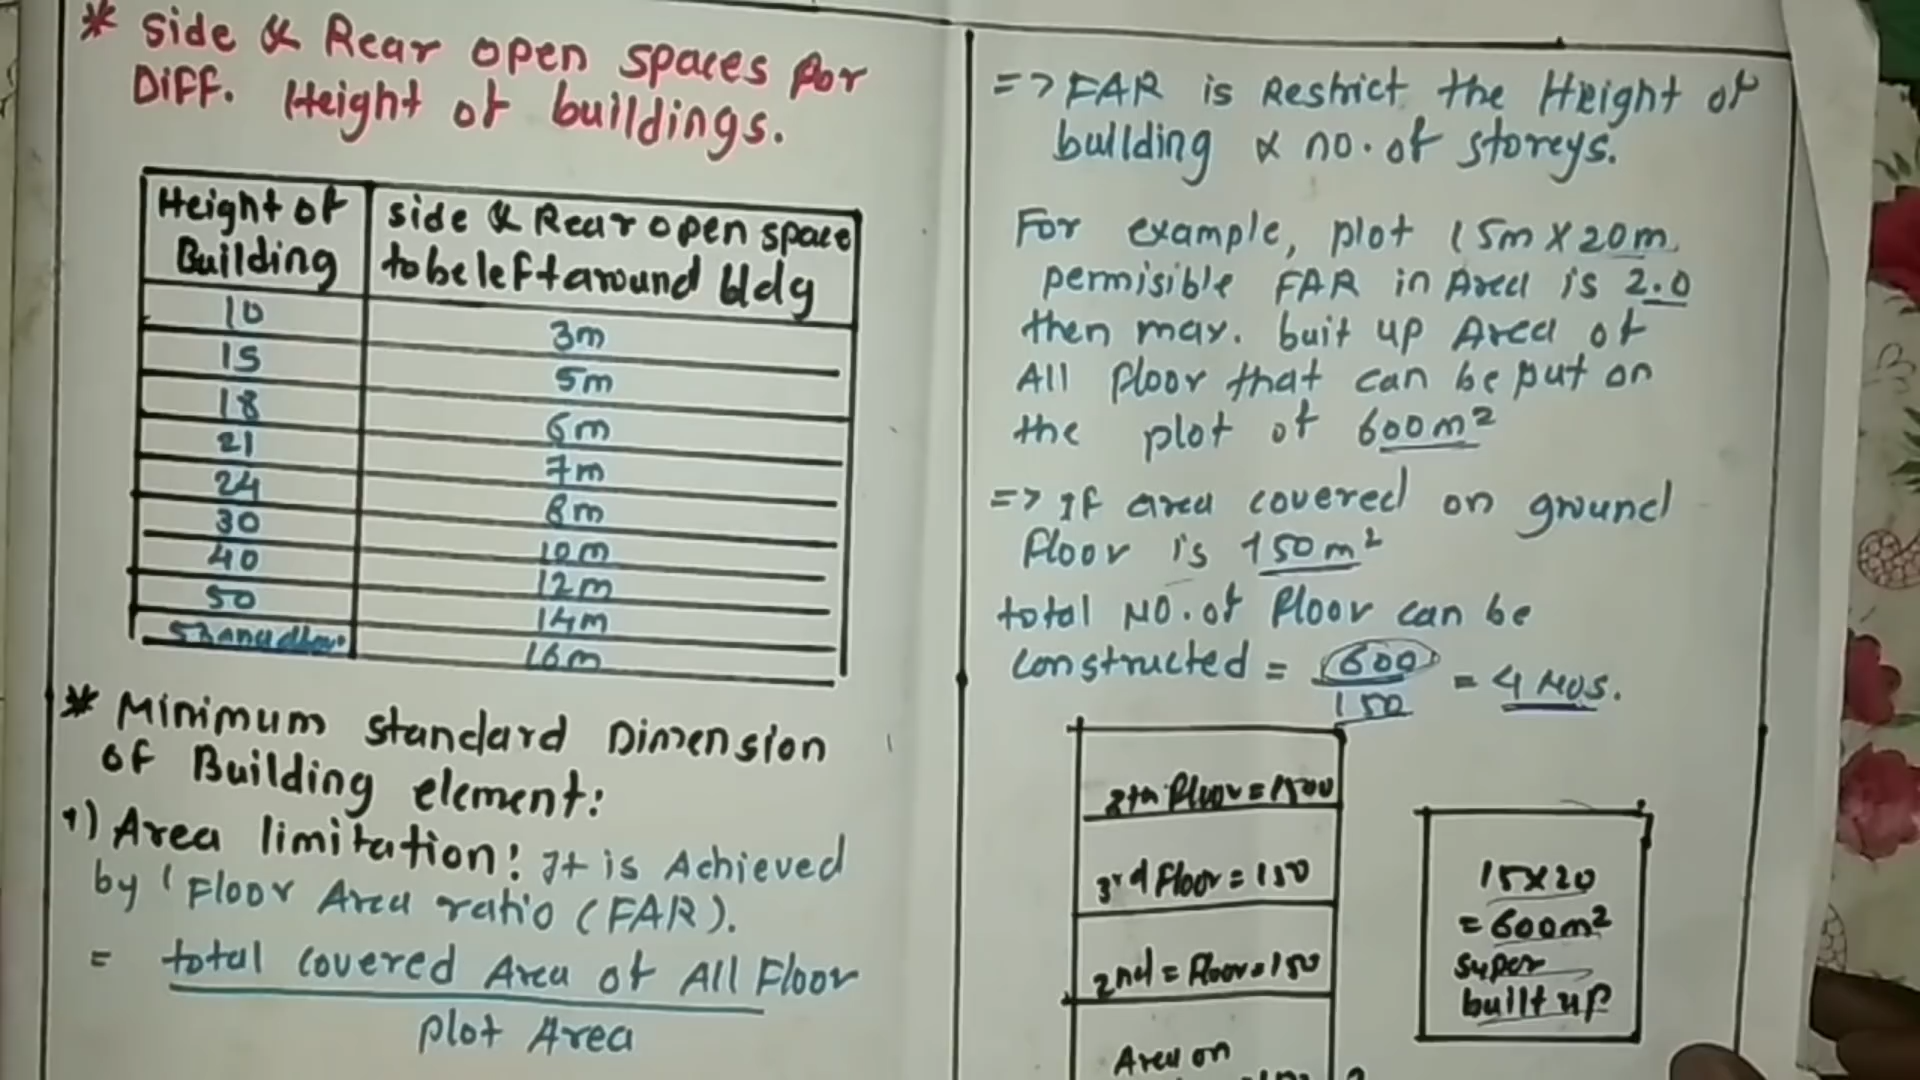 * Side & Rear open spaces for
DIFF. Height of buildings.
Height of Building
side & Rear open space
to be left around bldg
10 3m
15 5m
18 6m
21 7m
24 8m
30 10m
40 12m
50 14m
16m
* Minimum standard Dimension
of Building element:
1) Area limitation: It is Achieved
by 'Floor Area ratio (FAR).
= total covered Area of All Floor
plot Area
=> FAR is Restrict the Height of
building & no. of storeys.
For example, plot 15m X 20m,
permisible FAR in Area is 2.0
then max. buit up Area of
All floor that can be put on
the plot of 600m²
=> If area covered on ground
floor is 150m²
total NO. of floor can be
constructed = 600 / 150 = 4 Nos.
floor =
3rd Floor = 150
2nd = Floor = 150
Area on
15X20
= 600m²
super
built up